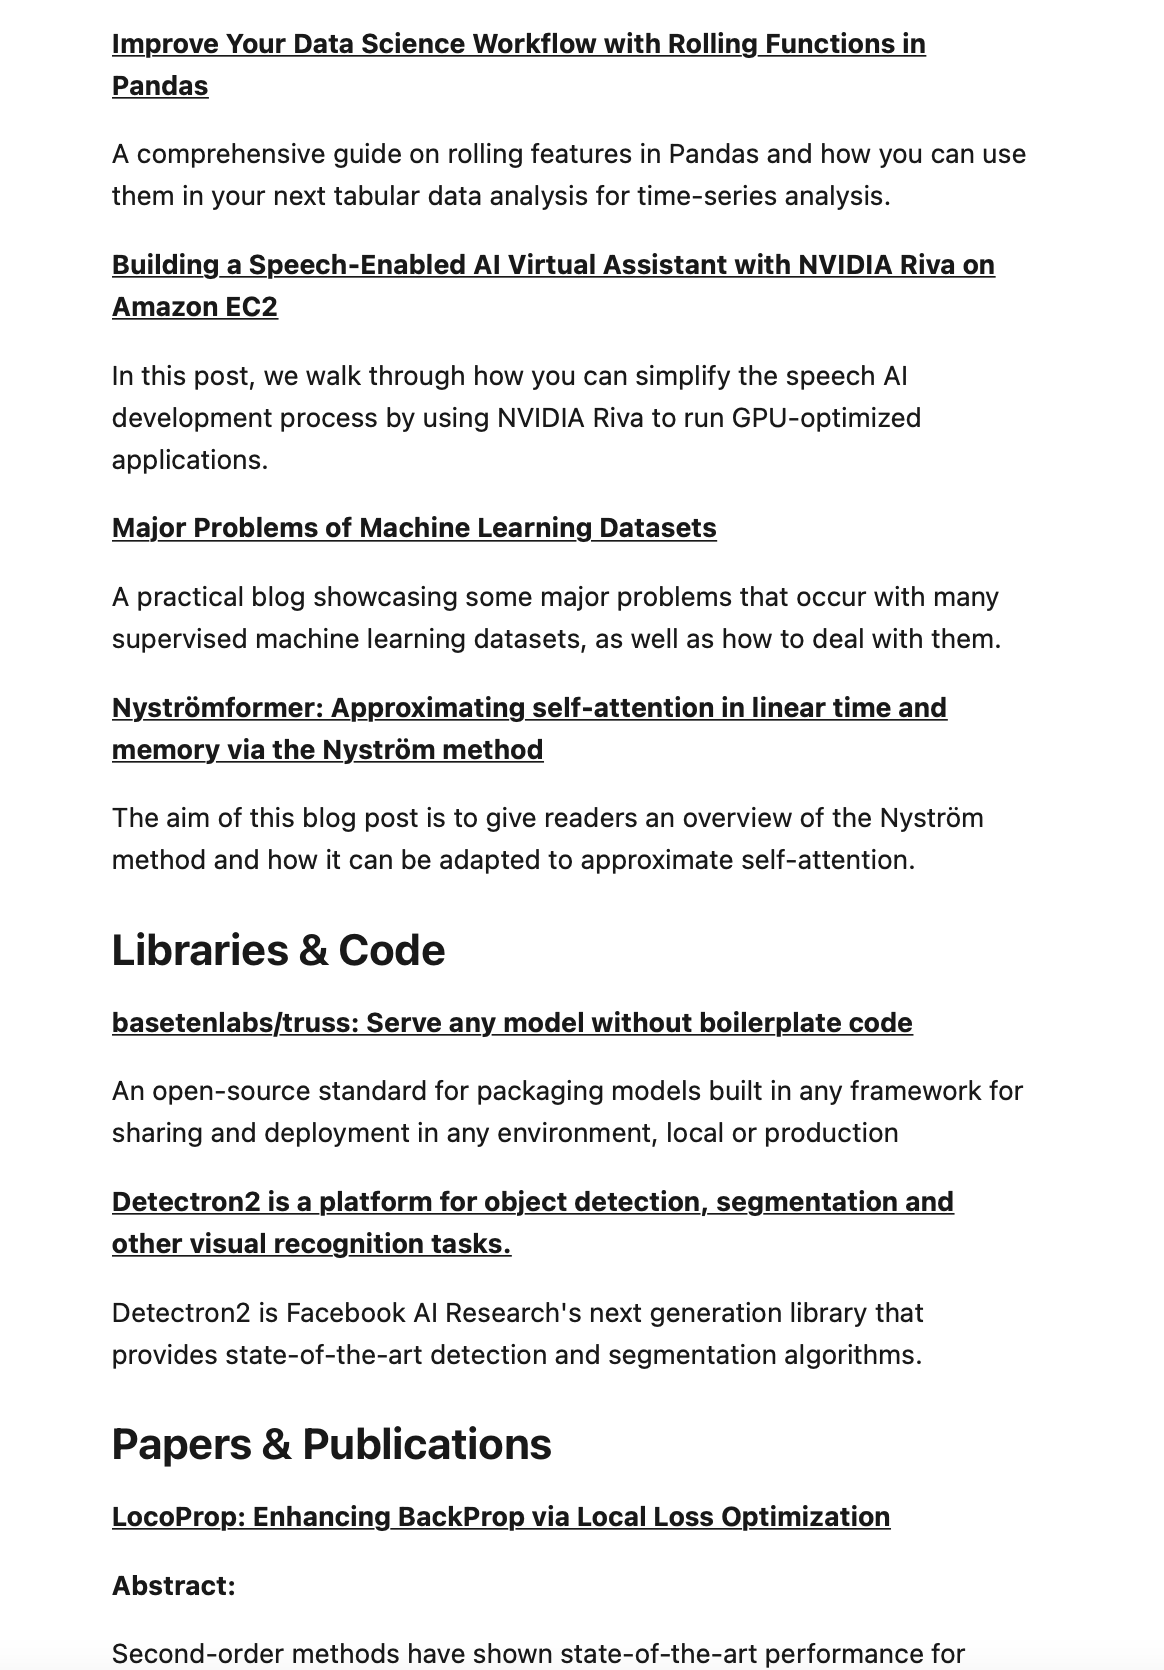 Improve Your Data Science Workflow with Rolling Functions in
Pandas
A comprehensive guide on rolling features in Pandas and how you can use
them in your next tabular data analysis for time-series analysis.
Building a Speech-Enabled AI Virtual Assistant with NVIDIA Riva on
Amazon EC2
In this post, we walk through how you can simplify the speech AI
development process by using NVIDIA Riva to run GPU-optimized
applications.
Major Problems of Machine Learning Datasets
A practical blog showcasing some major problems that occur with many
supervised machine learning datasets, as well as how to deal with them.
Nyströmformer: Approximating self-attention in linear time and
memory via the Nyström method
The aim of this blog post is to give readers an overview of the Nyström
method and how it can be adapted to approximate self-attention.
Libraries & Code
basetenlabs/truss: Serve any model without boilerplate code
An open-source standard for packaging models built in any framework for
sharing and deployment in any environment, local or production
Detectron2 is a platform for object detection, segmentation and
other visual recognition tasks.
Detectron2 is Facebook AI Research's next generation library that
provides state-of-the-art detection and segmentation algorithms.
Papers & Publications
LocoProp: Enhancing BackProp via Local Loss Optimization
Abstract:
Second-order methods have shown state-of-the-art performance for